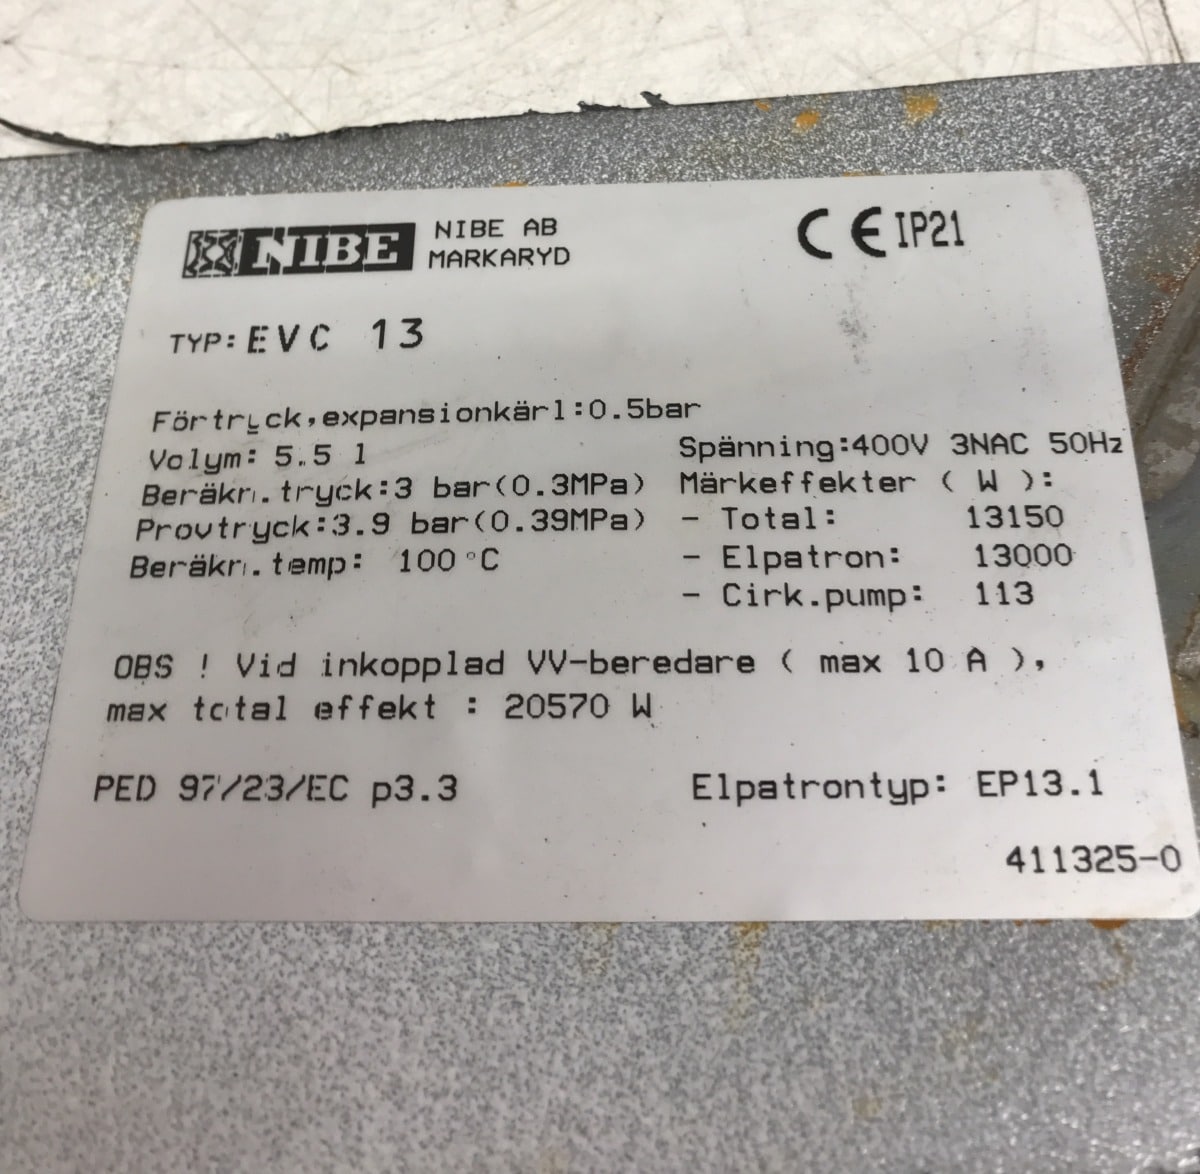 NIBE NIBE AB
MARKARYD
CE IP21
TYP: EVC 13
Förtryck, expansionkärl:0.5bar
Volym: 5.5 l
Beräkn.tryck:3 bar(0.3MPa)
Provtryck:3.9 bar(0.39MPa)
Beräkn.temp: 100°C
Spänning:400V 3NAC 50Hz
Märkeffekter ( W ):
- Total: 13150
- Elpatron: 13000
- Cirk.pump: 113
OBS ! Vid inkopplad VV-beredare ( max 10 A ),
max total effekt : 20570 W
PED 97/23/EC p3.3
Elpatrontyp: EP13.1
411325-0